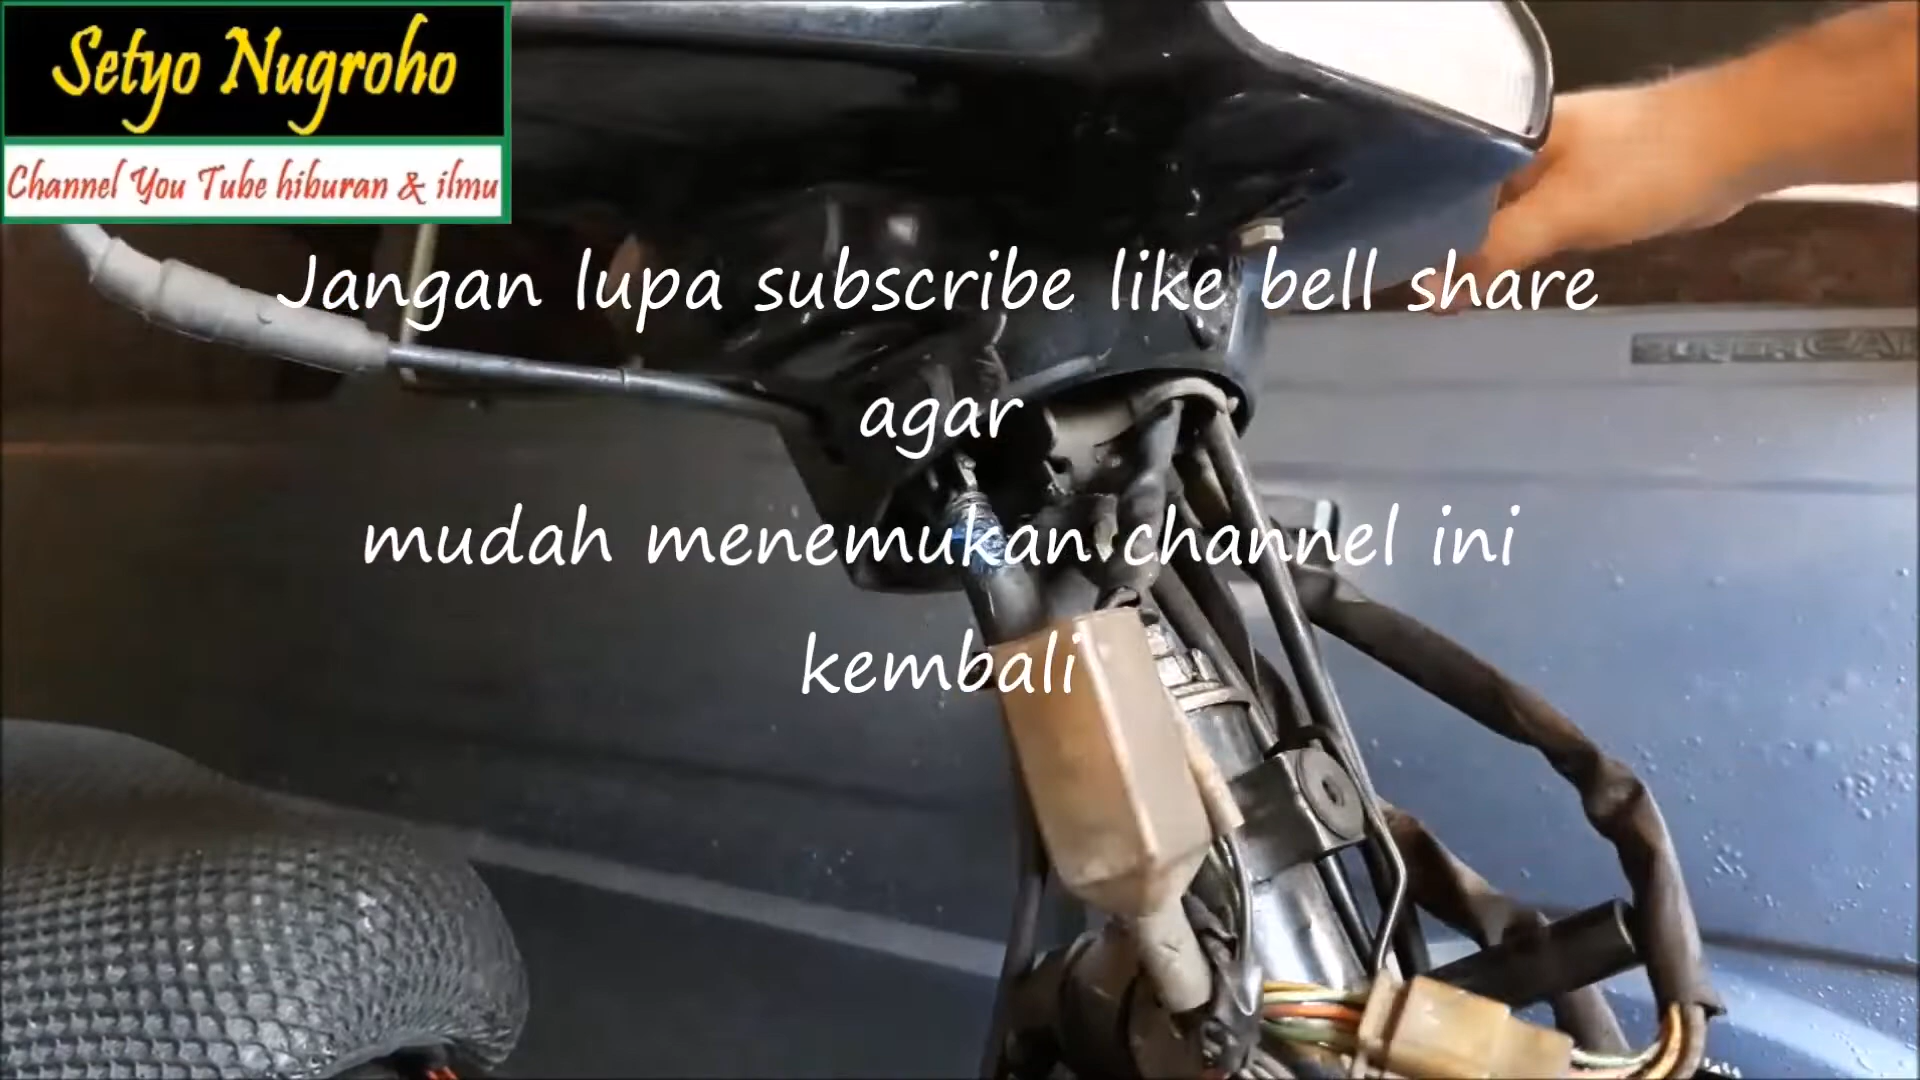 Setyo Nugroho
Channel You Tube hiburan & ilmu
Jangan lupa subscribe like bell share
agar
mudah menemukan channel ini
kembali